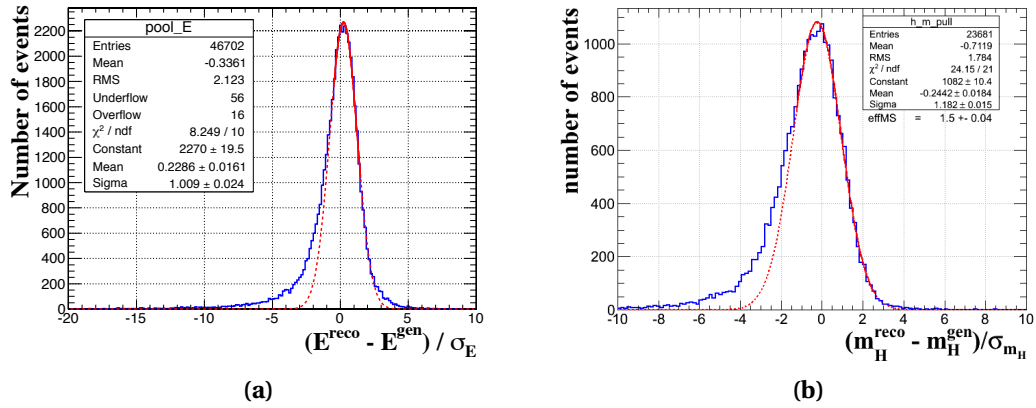 pool_E
Entries 46702
Mean -0.3361
RMS 2.123
Underflow 56
Overflow 16
χ² / ndf 8.249 / 10
Constant 2270 ± 19.5
Mean 0.2286 ± 0.0161
Sigma 1.009 ± 0.024
Number of events
2200
2000
1800
1600
1400
1200
1000
800
600
400
200
0
-20 -15 -10 -5 0 5 10
(E^reco - E^gen) / σ_E
(a)
h_m_pull
Entries 23681
Mean -0.7119
RMS 1.784
χ² / ndf 24.15 / 21
Constant 1082 ± 10.4
Mean -0.2442 ± 0.0184
Sigma 1.182 ± 0.015
effMS = 1.5 +- 0.04
number of events
1000
800
600
400
200
0
-10 -8 -6 -4 -2 0 2 4 6 8 10
(m_H^reco - m_H^gen)/σ_m_H
(b)